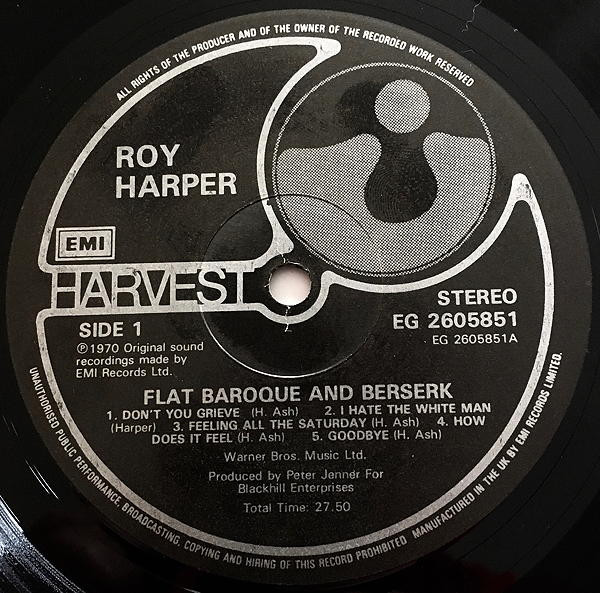 ALL RIGHTS OF THE PRODUCER AND OF THE OWNER OF THE RECORDED WORK RESERVED
ROY
HARPER
EMI
HARVEST
STEREO
EG 2605851
EG 2605851A
SIDE 1
Ⓟ1970 Original sound
recordings made by
EMI Records Ltd.
FLAT BAROQUE AND BERSERK
1. DON'T YOU GRIEVE (H. Ash) 2. I HATE THE WHITE MAN
(Harper) 3. FEELING ALL THE SATURDAY (H. Ash) 4. HOW
DOES IT FEEL (H. Ash) 5. GOODBYE (H. Ash)
Warner Bros. Music Ltd.
Produced by Peter Jenner For
Blackhill Enterprises
Total Time: 27.50
UNAUTHORISED PUBLIC PERFORMANCE, BROADCASTING, COPYING AND HIRING OF THIS RECORD PROHIBITED MANUFACTURED IN THE UK BY EMI RECORDS LIMITED.